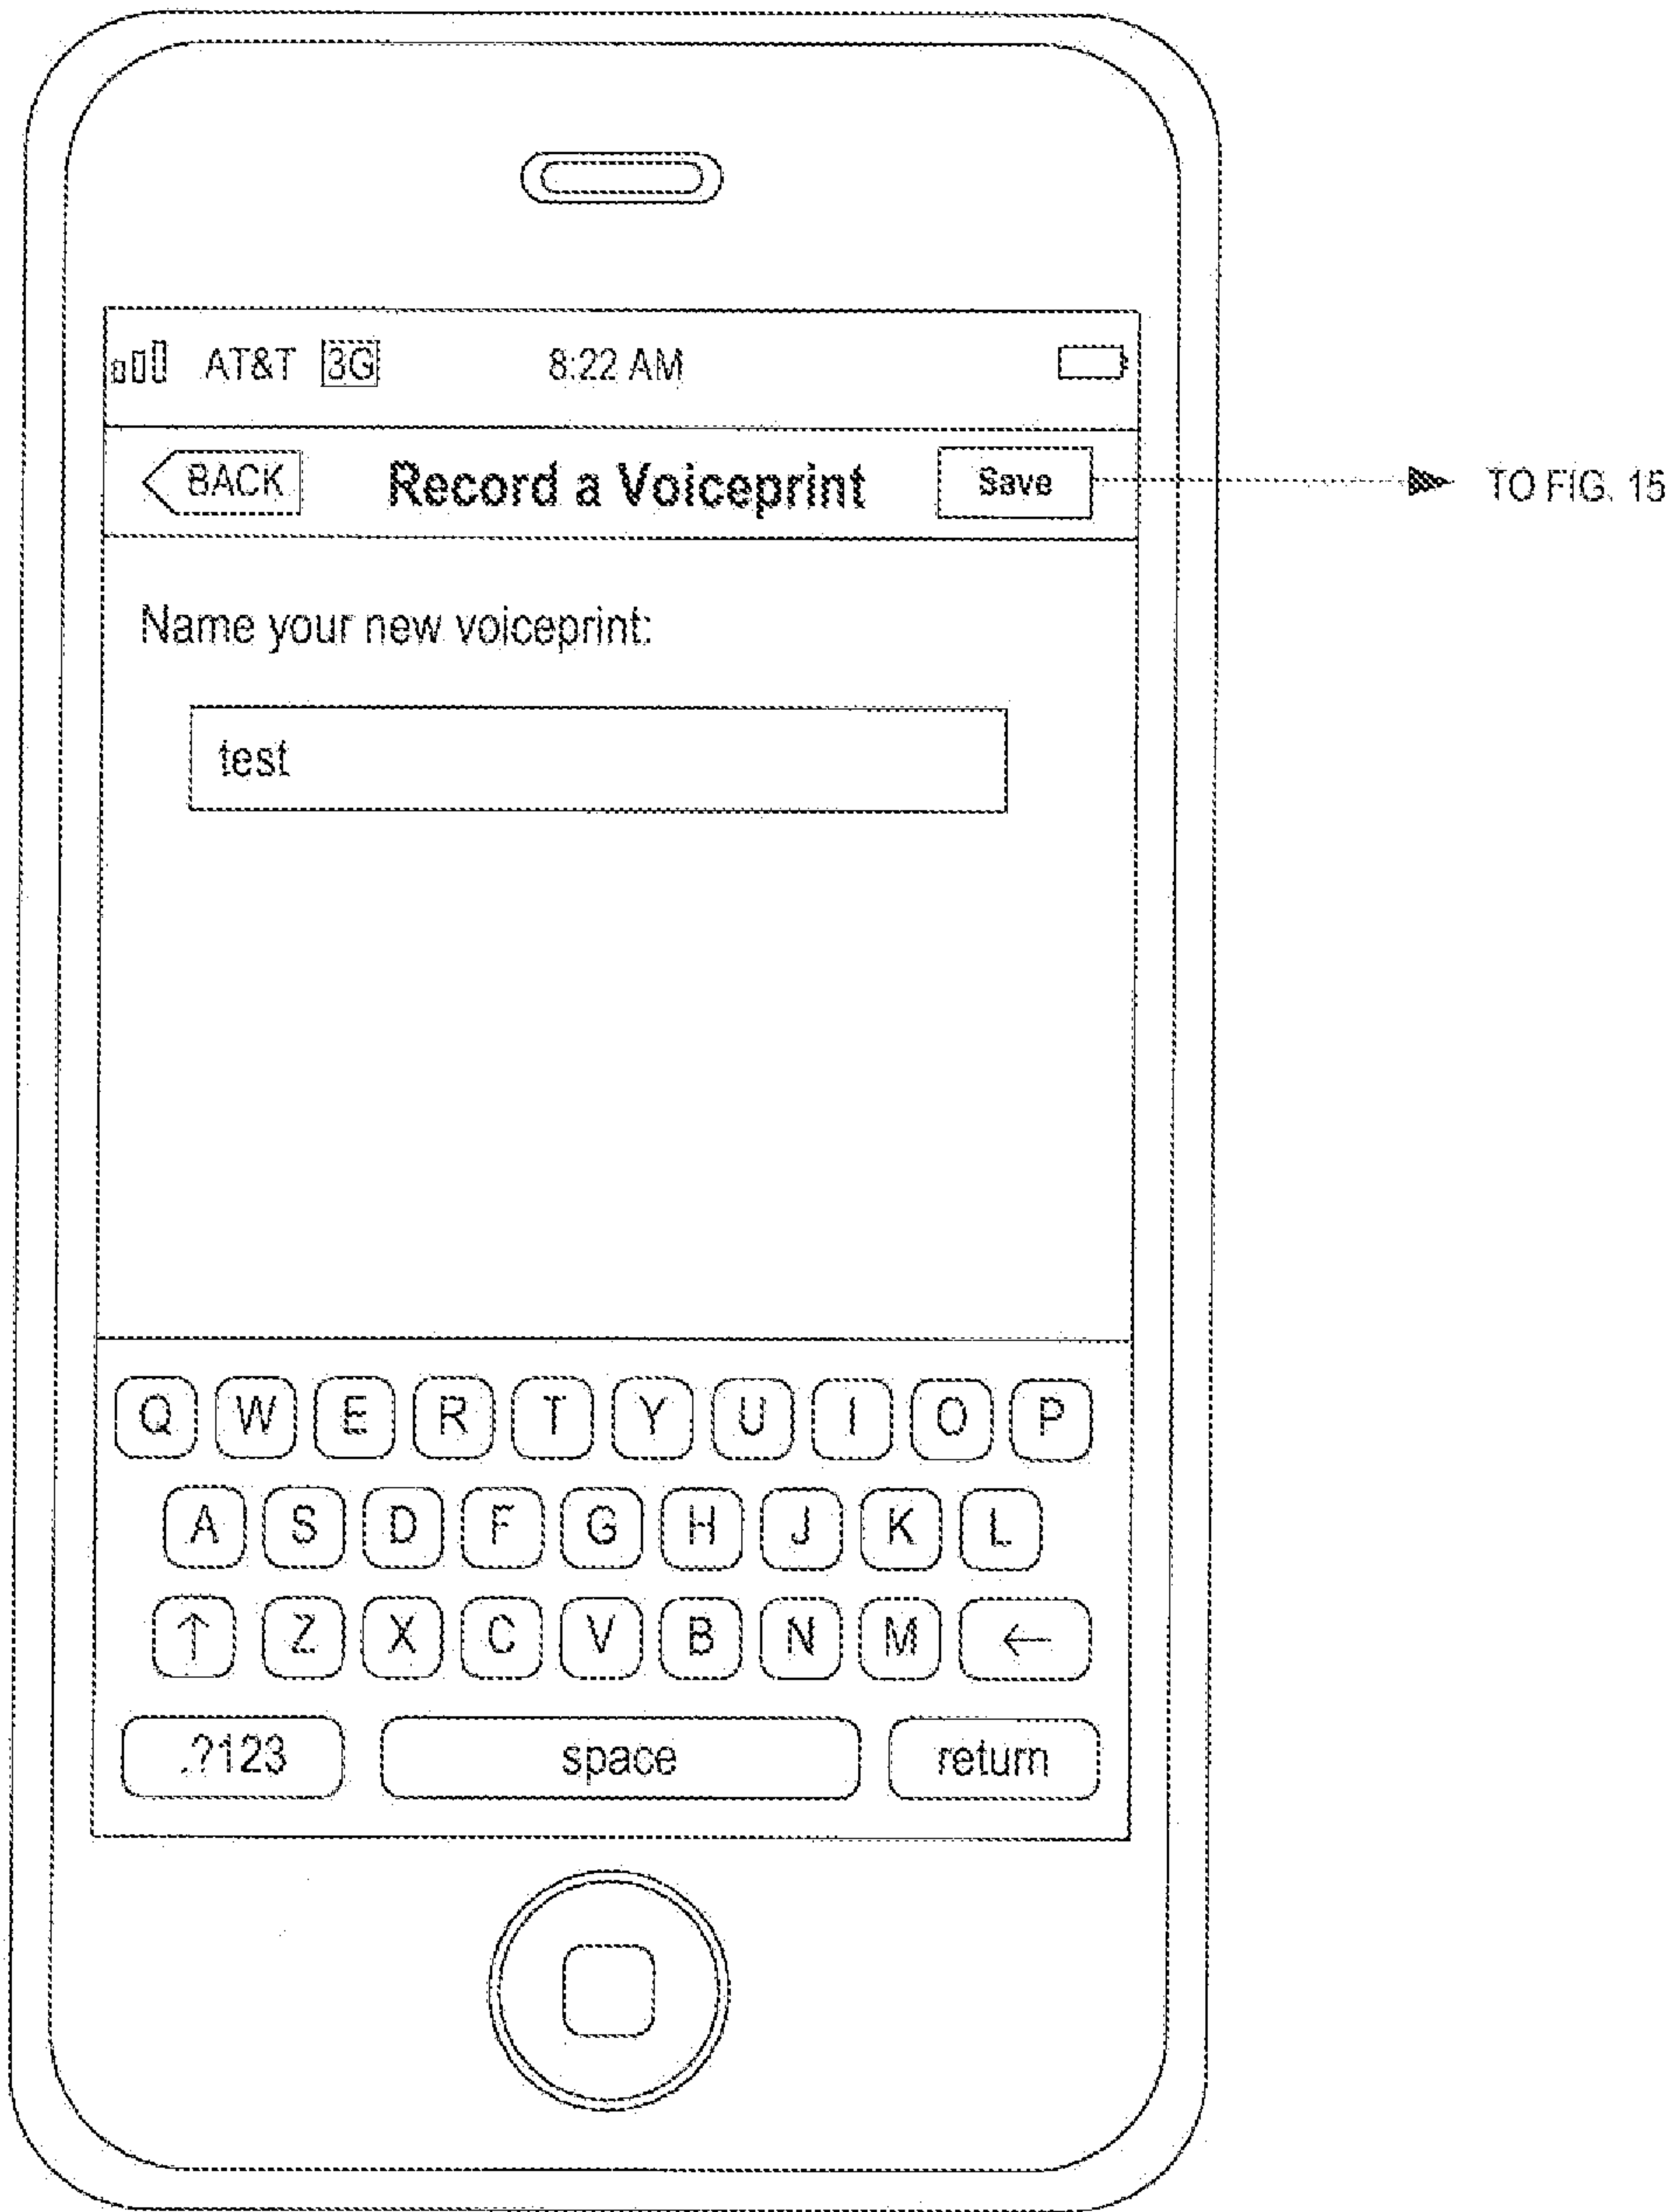 AT&T 3G 8:22 AM
BACK Record a Voiceprint Save TO FIG. 15
Name your new voiceprint:
test
Q W E R T Y U I O P
A S D F G H J K L
↑ Z X C V B N M ←
.?123 space return